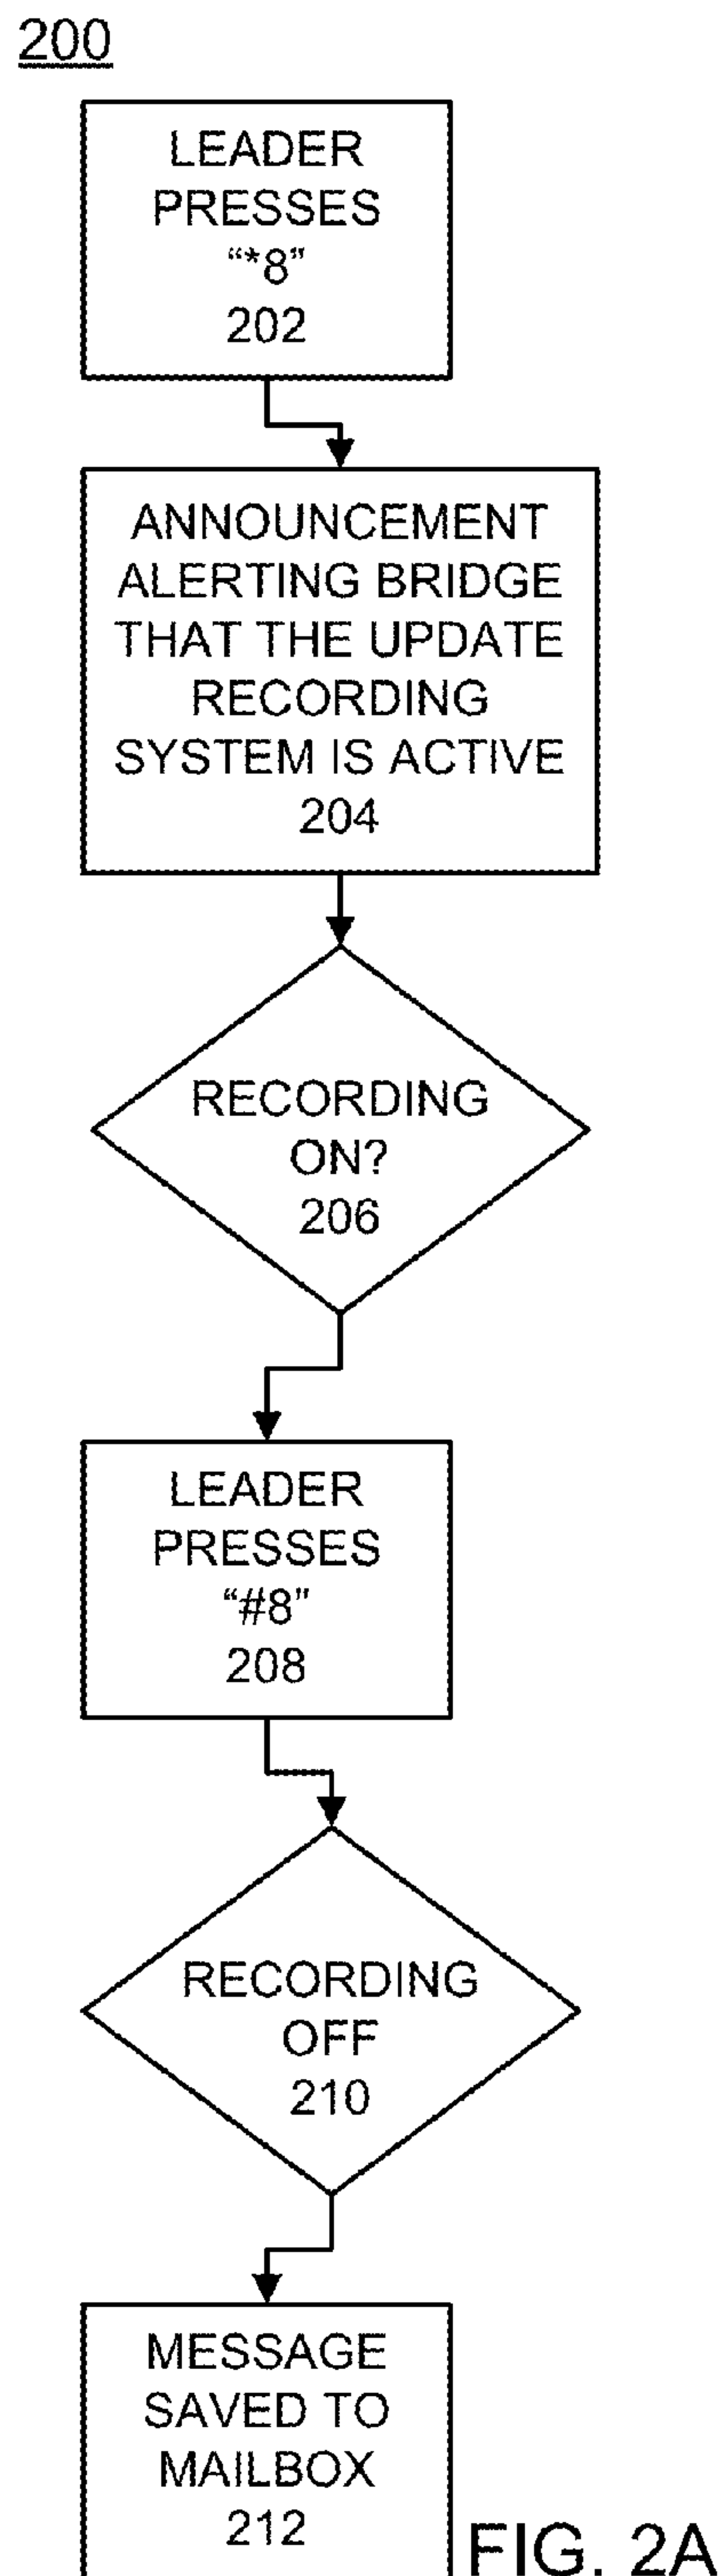 200
LEADER
PRESSES
“*8”
202
ANNOUNCEMENT
ALERTING BRIDGE
THAT THE UPDATE
RECORDING
SYSTEM IS ACTIVE
204
RECORDING
ON?
206
LEADER
PRESSES
“#8”
208
RECORDING
OFF
210
MESSAGE
SAVED TO
MAILBOX
212
FIG. 2A